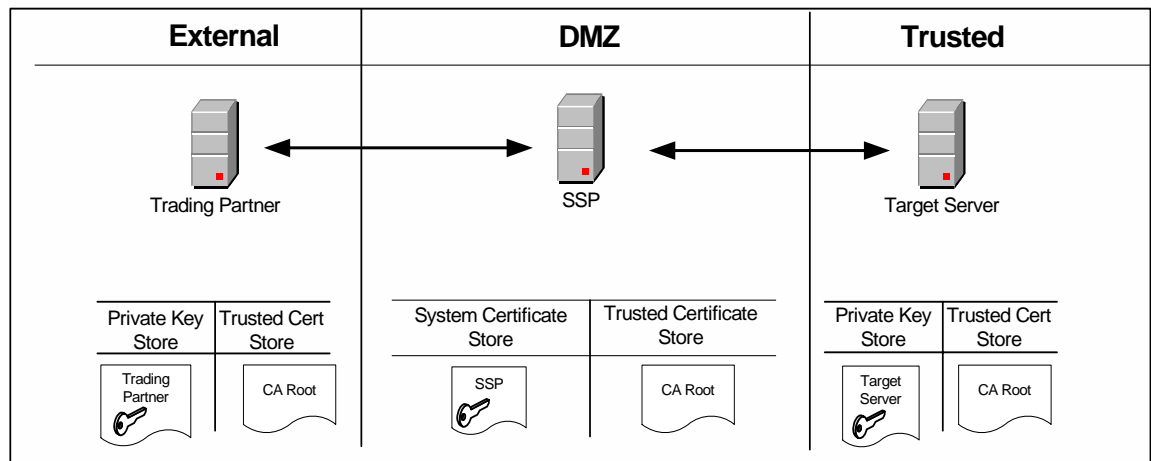 External
DMZ
Trusted
Trading Partner
SSP
Target Server
Private Key
Store
Trusted Cert
Store
System Certificate
Store
Trusted Certificate
Store
Private Key
Store
Trusted Cert
Store
Trading
Partner
CA Root
SSP
CA Root
Target
Server
CA Root